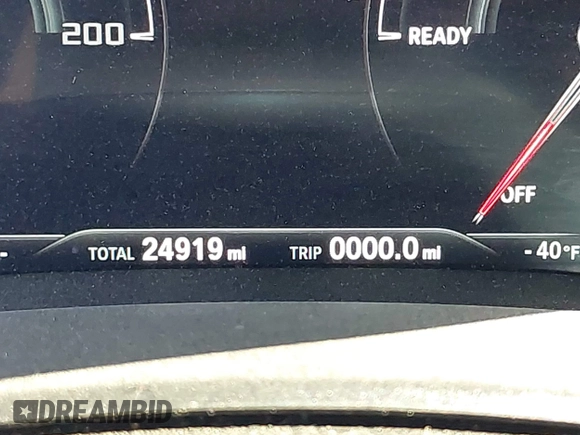 200
READY
OFF
TOTAL 24919 mi TRIP 0000.0 mi -40°F
DREAMBID